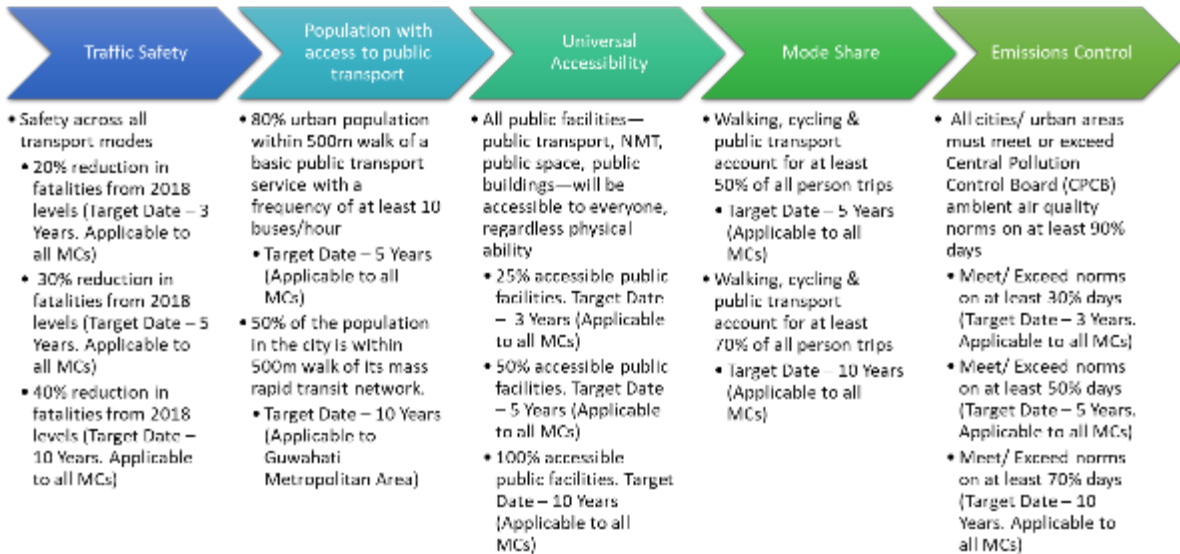 Traffic Safety
Population with
access to public
transport
Universal
Accessibility
Mode Share
Emissions Control
• Safety across all
transport modes
• 20% reduction in
fatalities from 2018
levels (Target Date – 3
Years. Applicable to
all MCs)
• 30% reduction in
fatalities from 2018
levels (Target Date – 5
Years. Applicable to
all MCs)
• 40% reduction in
fatalities from 2018
levels (Target Date –
10 Years. Applicable
to all MCs)
• 80% urban population
within 500m walk of a
basic public transport
service with a
frequency of at least 10
buses/hour
• Target Date – 5 Years
(Applicable to all
MCs)
• 50% of the population
in the city is within
500m walk of its mass
rapid transit network.
• Target Date – 10 Years
(Applicable to
Guwahati
Metropolitan Area)
• All public facilities—
public transport, NMT,
public space, public
buildings—will be
accessible to everyone,
regardless physical
ability
• 25% accessible public
facilities. Target Date
– 3 Years (Applicable
to all MCs)
• 50% accessible public
facilities. Target Date
– 5 Years (Applicable
to all MCs)
• 100% accessible
public facilities. Target
Date – 10 Years
(Applicable to all
MCs)
• Walking, cycling &
public transport
account for at least
50% of all person trips
• Target Date – 5 Years
(Applicable to all
MCs)
• Walking, cycling &
public transport
account for at least
70% of all person trips
• Target Date – 10 Years
(Applicable to all
MCs)
• All cities/ urban areas
must meet or exceed
Central Pollution
Control Board (CPCB)
ambient air quality
norms on at least 90%
days
• Meet/ Exceed norms
on at least 30% days
(Target Date – 3 Years.
Applicable to all MCs)
• Meet/ Exceed norms
on at least 50% days
(Target Date – 5 Years.
Applicable to all MCs)
• Meet/ Exceed norms
on at least 70% days
(Target Date – 10
Years. Applicable to
all MCs)